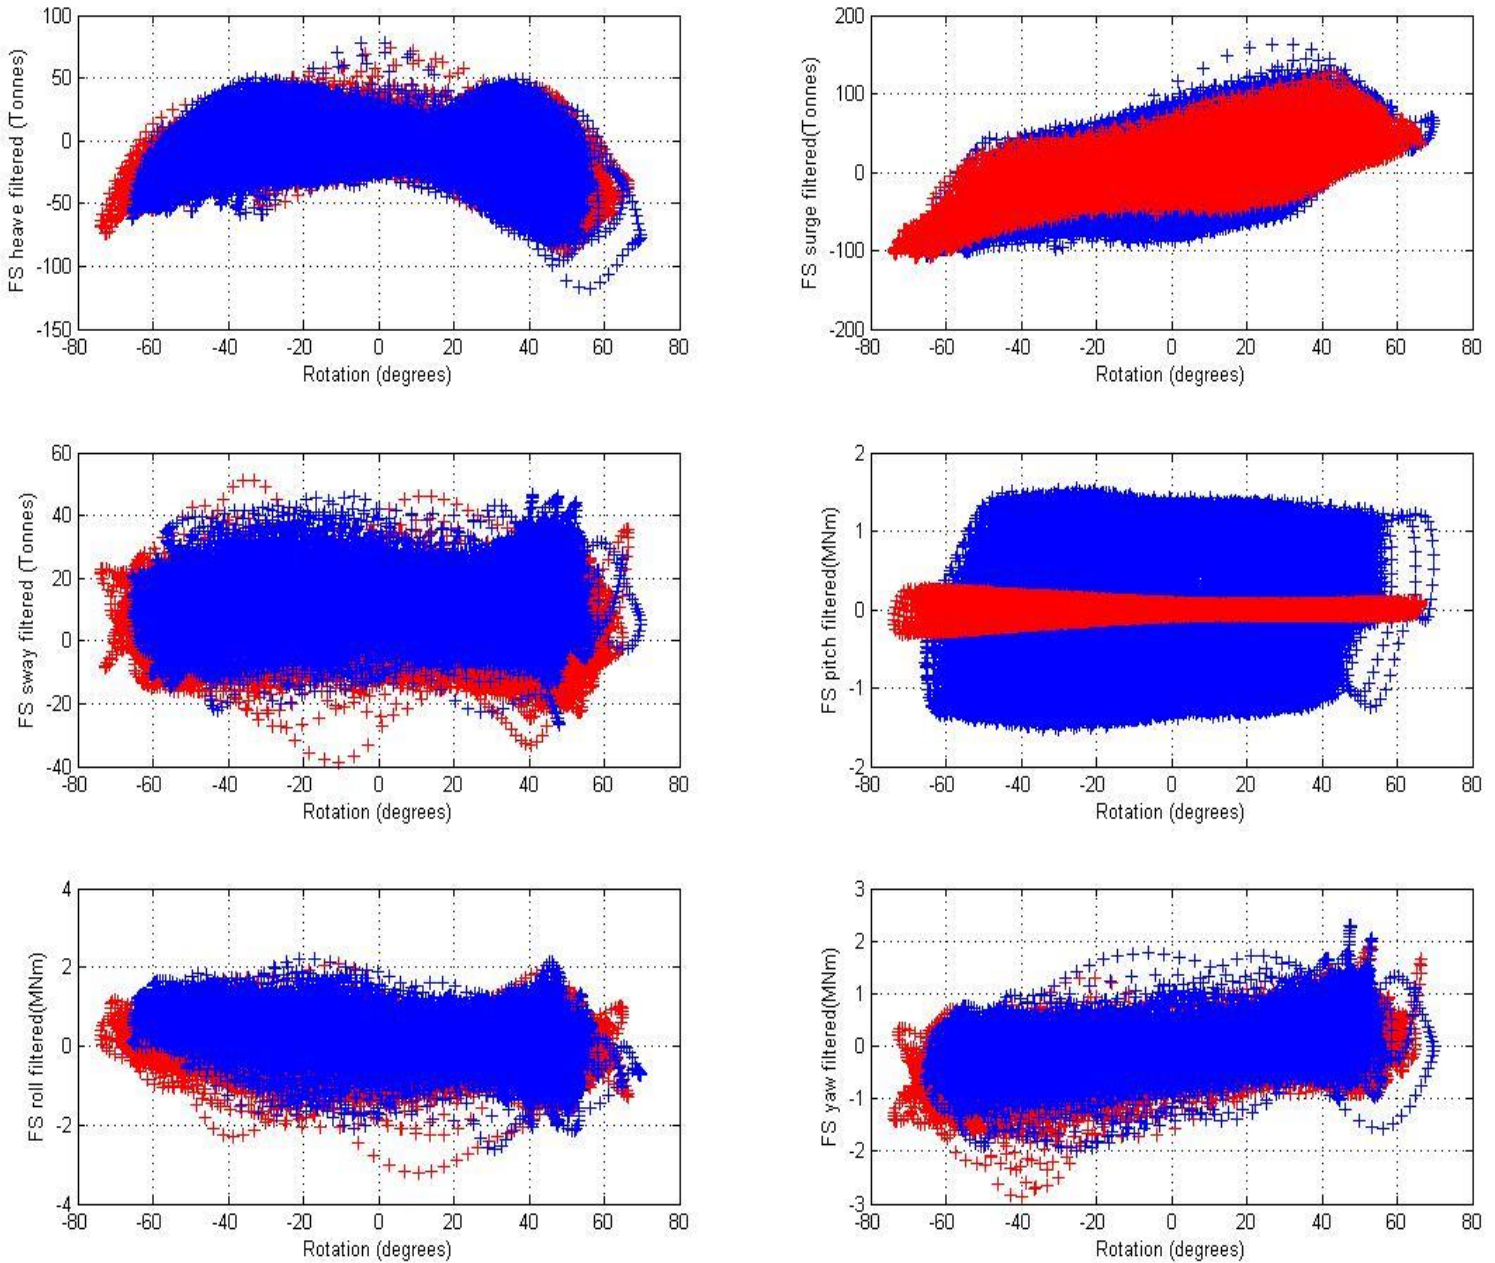 100
50
0
-50
-100
-150
-80 -60 -40 -20 0 20 40 60 80
Rotation (degrees)
FS heave filtered (Tonnes)
200
100
0
-100
-200
-80 -60 -40 -20 0 20 40 60 80
Rotation (degrees)
FS surge filtered(Tonnes)
60
40
20
0
-20
-40
-80 -60 -40 -20 0 20 40 60 80
Rotation (degrees)
FS sway filtered (Tonnes)
2
1
0
-1
-2
-80 -60 -40 -20 0 20 40 60 80
Rotation (degrees)
FS pitch filtered(MNm)
4
2
0
-2
-4
-80 -60 -40 -20 0 20 40 60 80
Rotation (degrees)
FS roll filtered(MNm)
3
2
1
0
-1
-2
-3
-80 -60 -40 -20 0 20 40 60 80
Rotation (degrees)
FS yaw filtered(MNm)